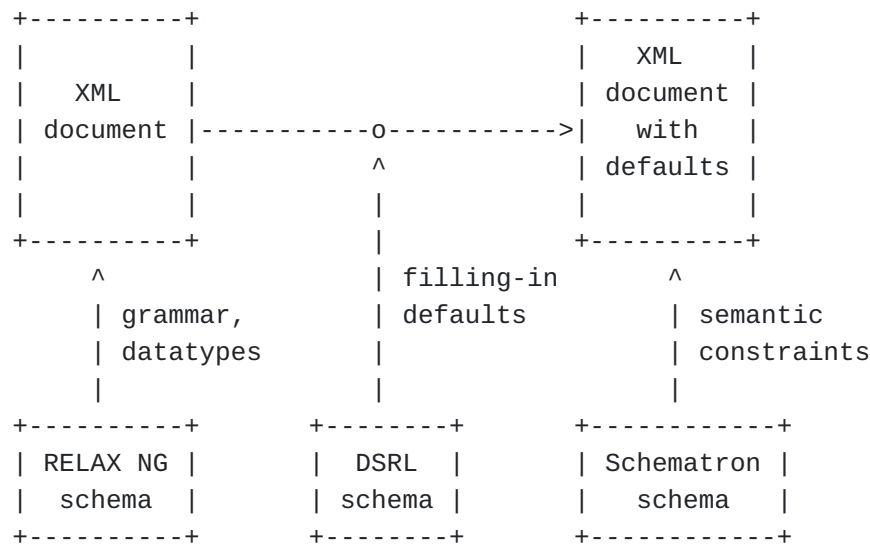 XML
XML
document
document
with
defaults
filling-in
grammar,
defaults
semantic
datatypes
constraints
RELAX NG
DSRL
Schematron
schema
schema
schema